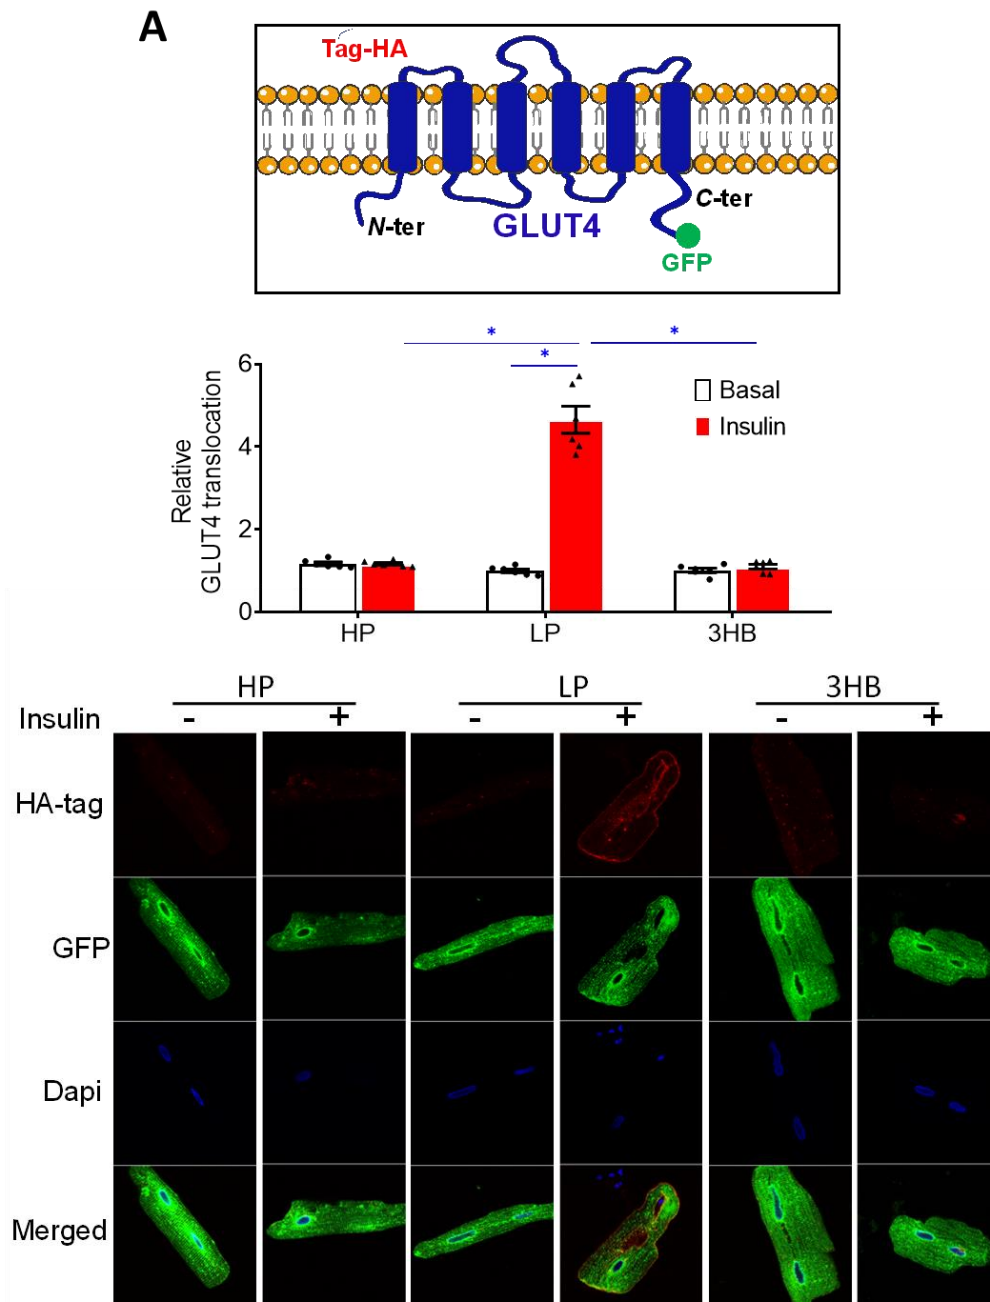 A
Tag-HA
N-ter
GLUT4
C-ter
GFP
* *
*
6
4
2
0
Relative
GLUT4 translocation
Basal
Insulin
HP LP 3HB
HP LP 3HB
Insulin - + - + - +
HA-tag
GFP
Dapi
Merged